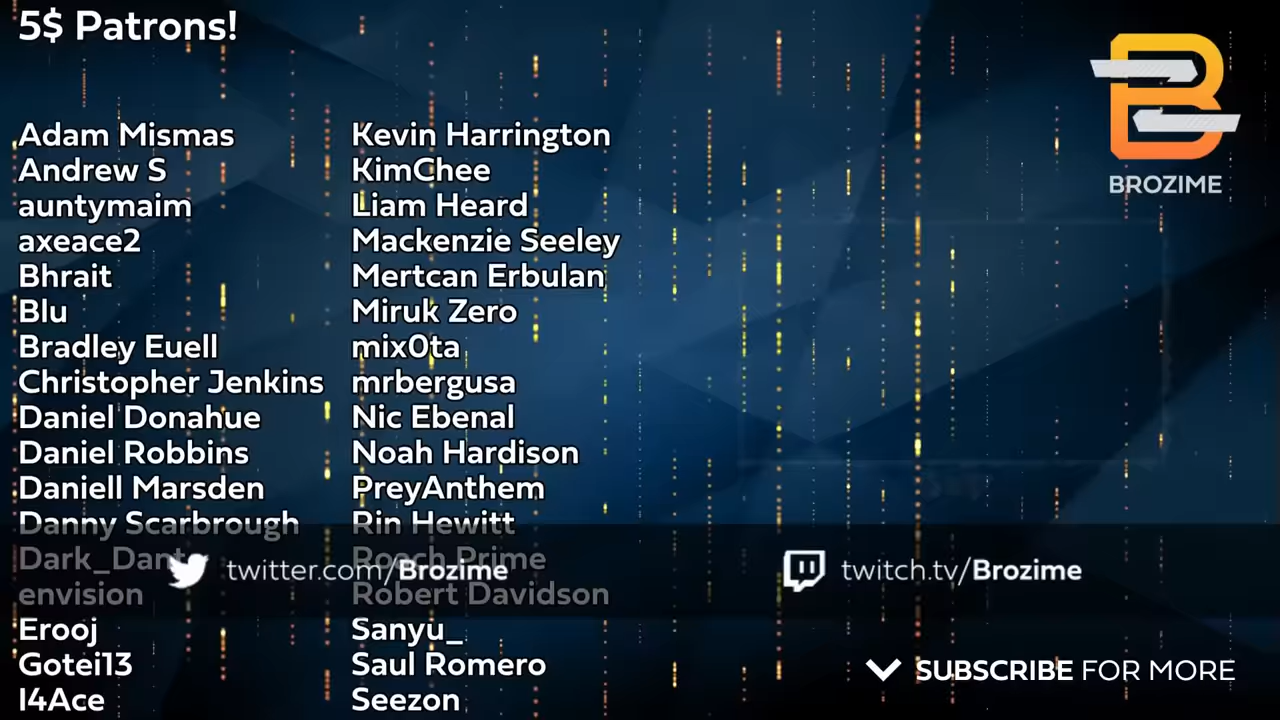 5$ Patrons!
Adam Mismas
Andrew S
auntymaim
axeace2
Bhrait
Blu
Bradley Euell
Christopher Jenkins
Daniel Donahue
Daniel Robbins
Daniell Marsden
Danny Scarbrough
Dark_Dant
envision
Erooj
Gotei13
I4Ace
Kevin Harrington
KimChee
Liam Heard
Mackenzie Seeley
Mertcan Erbulan
Miruk Zero
mix0ta
mrbergusa
Nic Ebenal
Noah Hardison
PreyAnthem
Rin Hewitt
Roach Prime
Robert Davidson
Sanyu_
Saul Romero
Seezon
BROZIME
twitter.com/Brozime
twitch.tv/Brozime
SUBSCRIBE FOR MORE